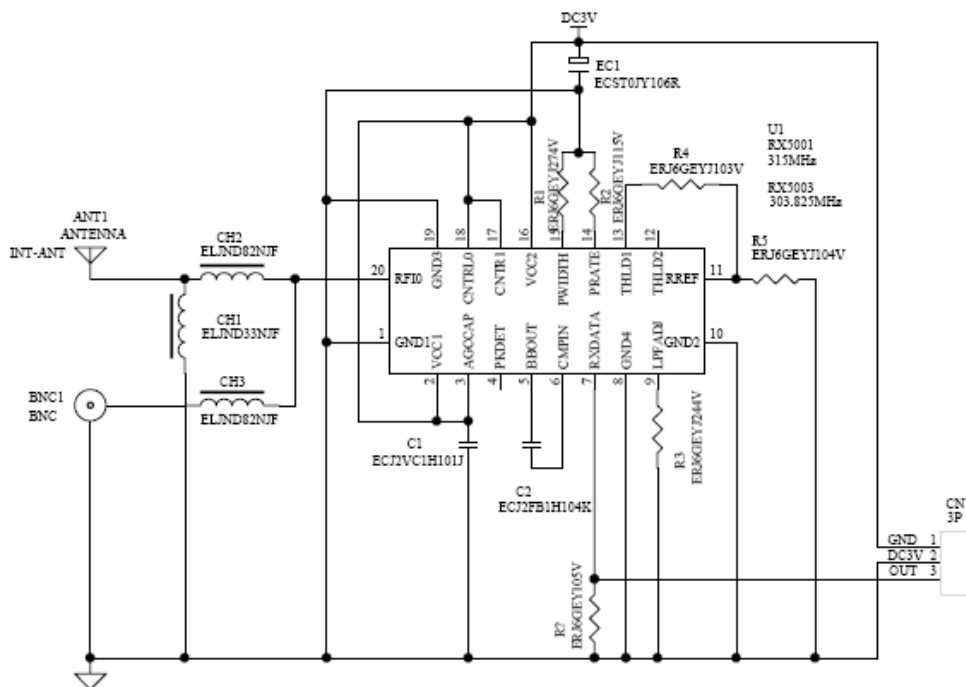 DC3V
EC1
ECST0JY106R
U1
RX5001
315MHz
RX5003
303.825MHz
R1
ERJ6GEYJ274V
R2
ERJ6GEYJ115V
R4
ERJ6GEYJ103V
R5
ERJ6GEYJ104V
ANT1
ANTENNA
INT-ANT
CH2
ELJND82NJF
CH1
ELJND33NJF
CH3
ELJND82NJF
BNC1
BNC
19
18
17
16
15
14
13
12
GND3
CNTRL0
CNTR1
VCC2
PWIDITH
PRATE
THLD1
THLD2
20
RFI0
RREF
11
1
GND1
GND2
10
VCC1
AGCCAP
PKDET
BBOUT
CMPIN
RXDATA
GND4
LPFADJ
2
3
4
5
6
7
8
9
C1
ECJ2VC1H101J
C2
ECJ2FB1H104K
R3
ERJ6GEYJ244V
R?
ERJ6GEY105V
CN
3P
GND 1
DC3V 2
OUT 3